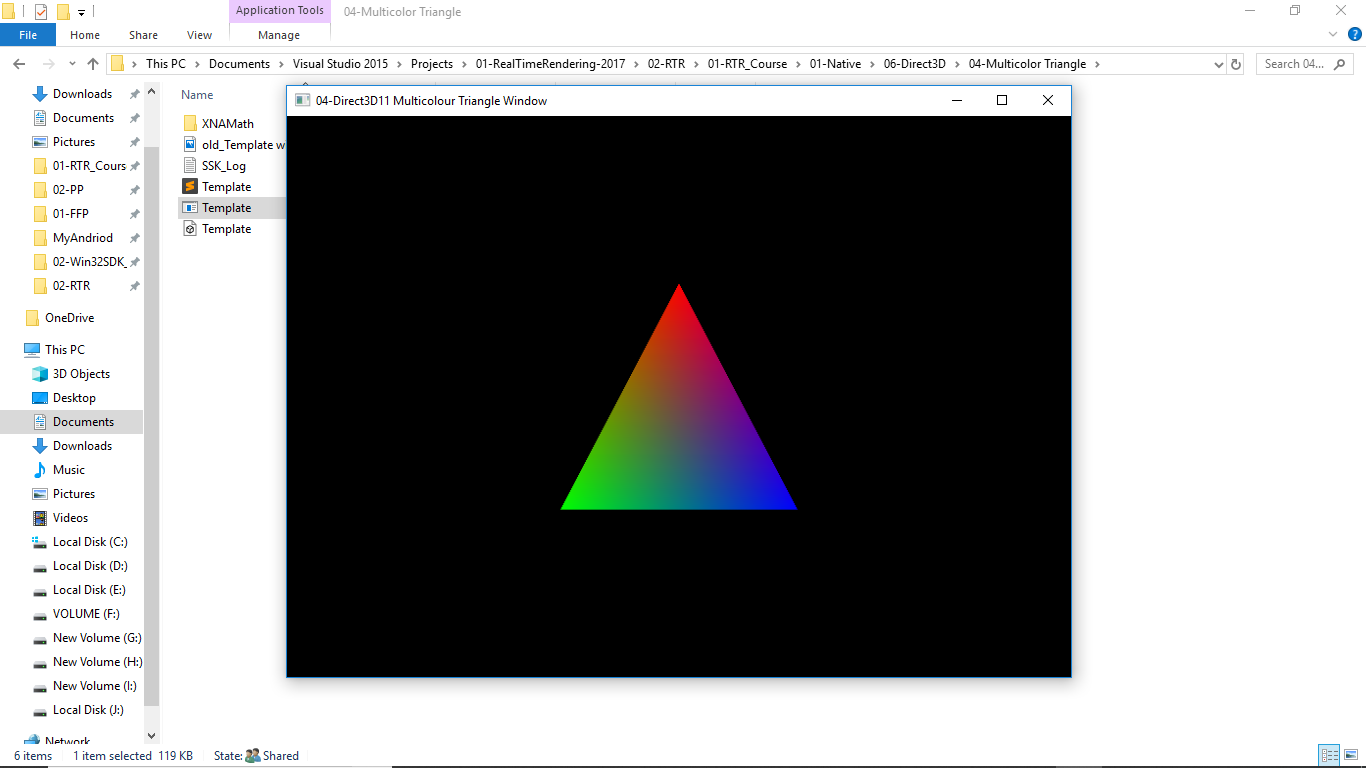 Application Tools
04-Multicolor Triangle
File
Home
Share
View
Manage
This PC
Documents
Visual Studio 2015
Projects
01-RealTimeRendering-2017
02-RTR
01-RTR_Course
01-Native
06-Direct3D
04-Multicolor Triangle
Search 04...
Downloads
Documents
Pictures
01-RTR_Cours
02-PP
01-FFP
MyAndriod
02-Win32SDK_
02-RTR
OneDrive
This PC
3D Objects
Desktop
Documents
Downloads
Music
Pictures
Videos
Local Disk (C:)
Local Disk (D:)
Local Disk (E:)
VOLUME (F:)
New Volume (G:)
New Volume (H:)
New Volume (I:)
Local Disk (J:)
Network
Name
XNAMath
old_Template w
SSK_Log
Template
Template
Template
04-Direct3D11 Multicolour Triangle Window
6 items
1 item selected 119 KB
State:
Shared